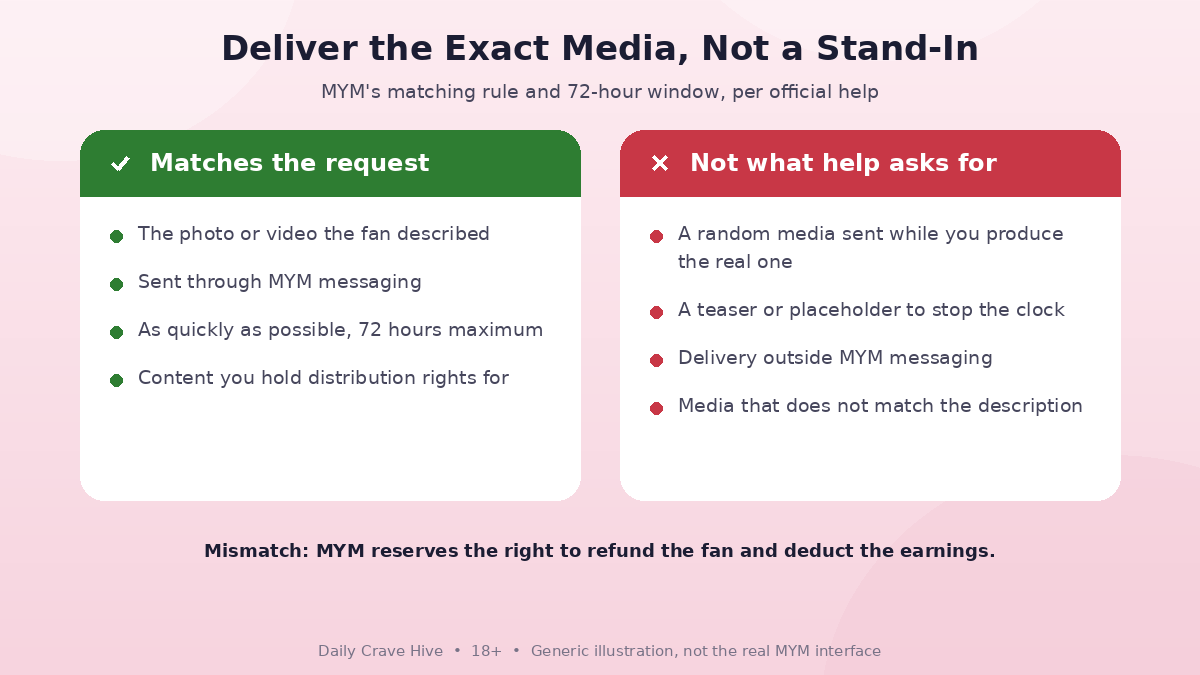 Deliver the Exact Media, Not a Stand-In
MYM's matching rule and 72-hour window, per official help
Matches the request
The photo or video the fan described
Sent through MYM messaging
As quickly as possible, 72 hours maximum
Content you hold distribution rights for
Not what help asks for
A random media sent while you produce
the real one
A teaser or placeholder to stop the clock
Delivery outside MYM messaging
Media that does not match the description
Mismatch: MYM reserves the right to refund the fan and deduct the earnings.
Daily Crave Hive • 18+ • Generic illustration, not the real MYM interface